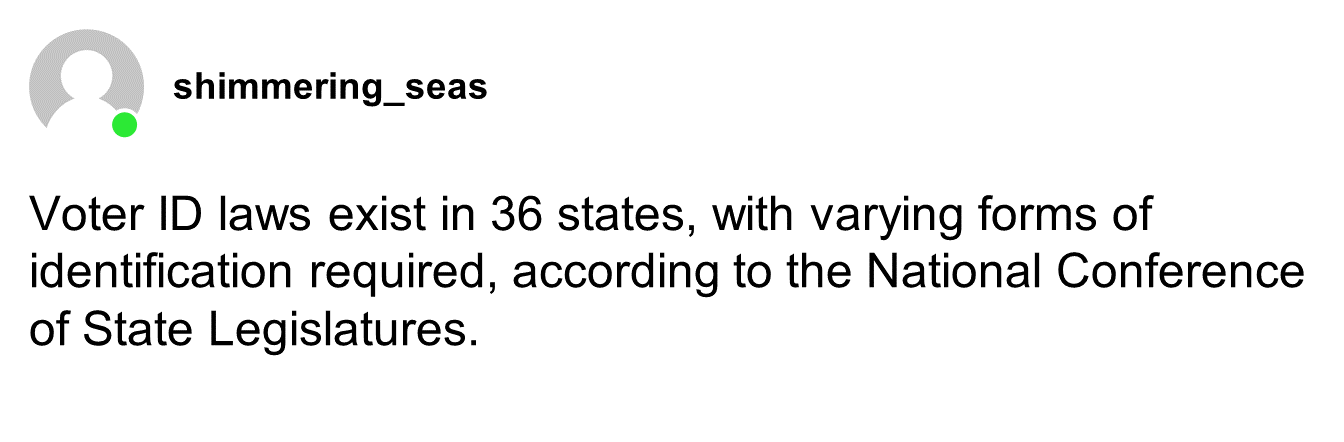 shimmering_seas
Voter ID laws exist in 36 states, with varying forms of
identification required, according to the National Conference
of State Legislatures.